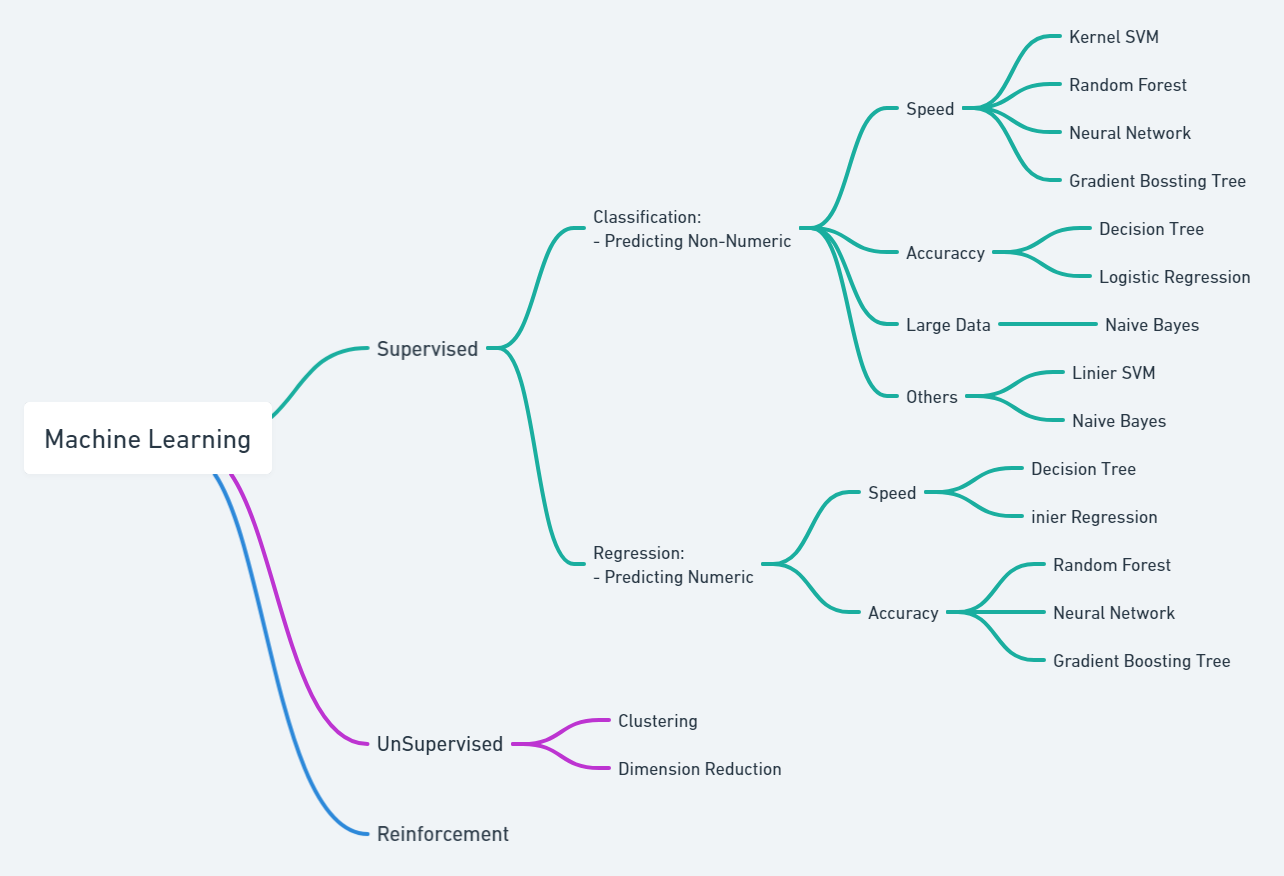 Machine Learning
Supervised
Classification:
- Predicting Non-Numeric
Speed
Kernel SVM
Random Forest
Neural Network
Gradient Bossting Tree
Accuraccy
Decision Tree
Logistic Regression
Large Data
Naive Bayes
Others
Linier SVM
Naive Bayes
Regression:
- Predicting Numeric
Speed
Decision Tree
inier Regression
Accuracy
Random Forest
Neural Network
Gradient Boosting Tree
UnSupervised
Clustering
Dimension Reduction
Reinforcement